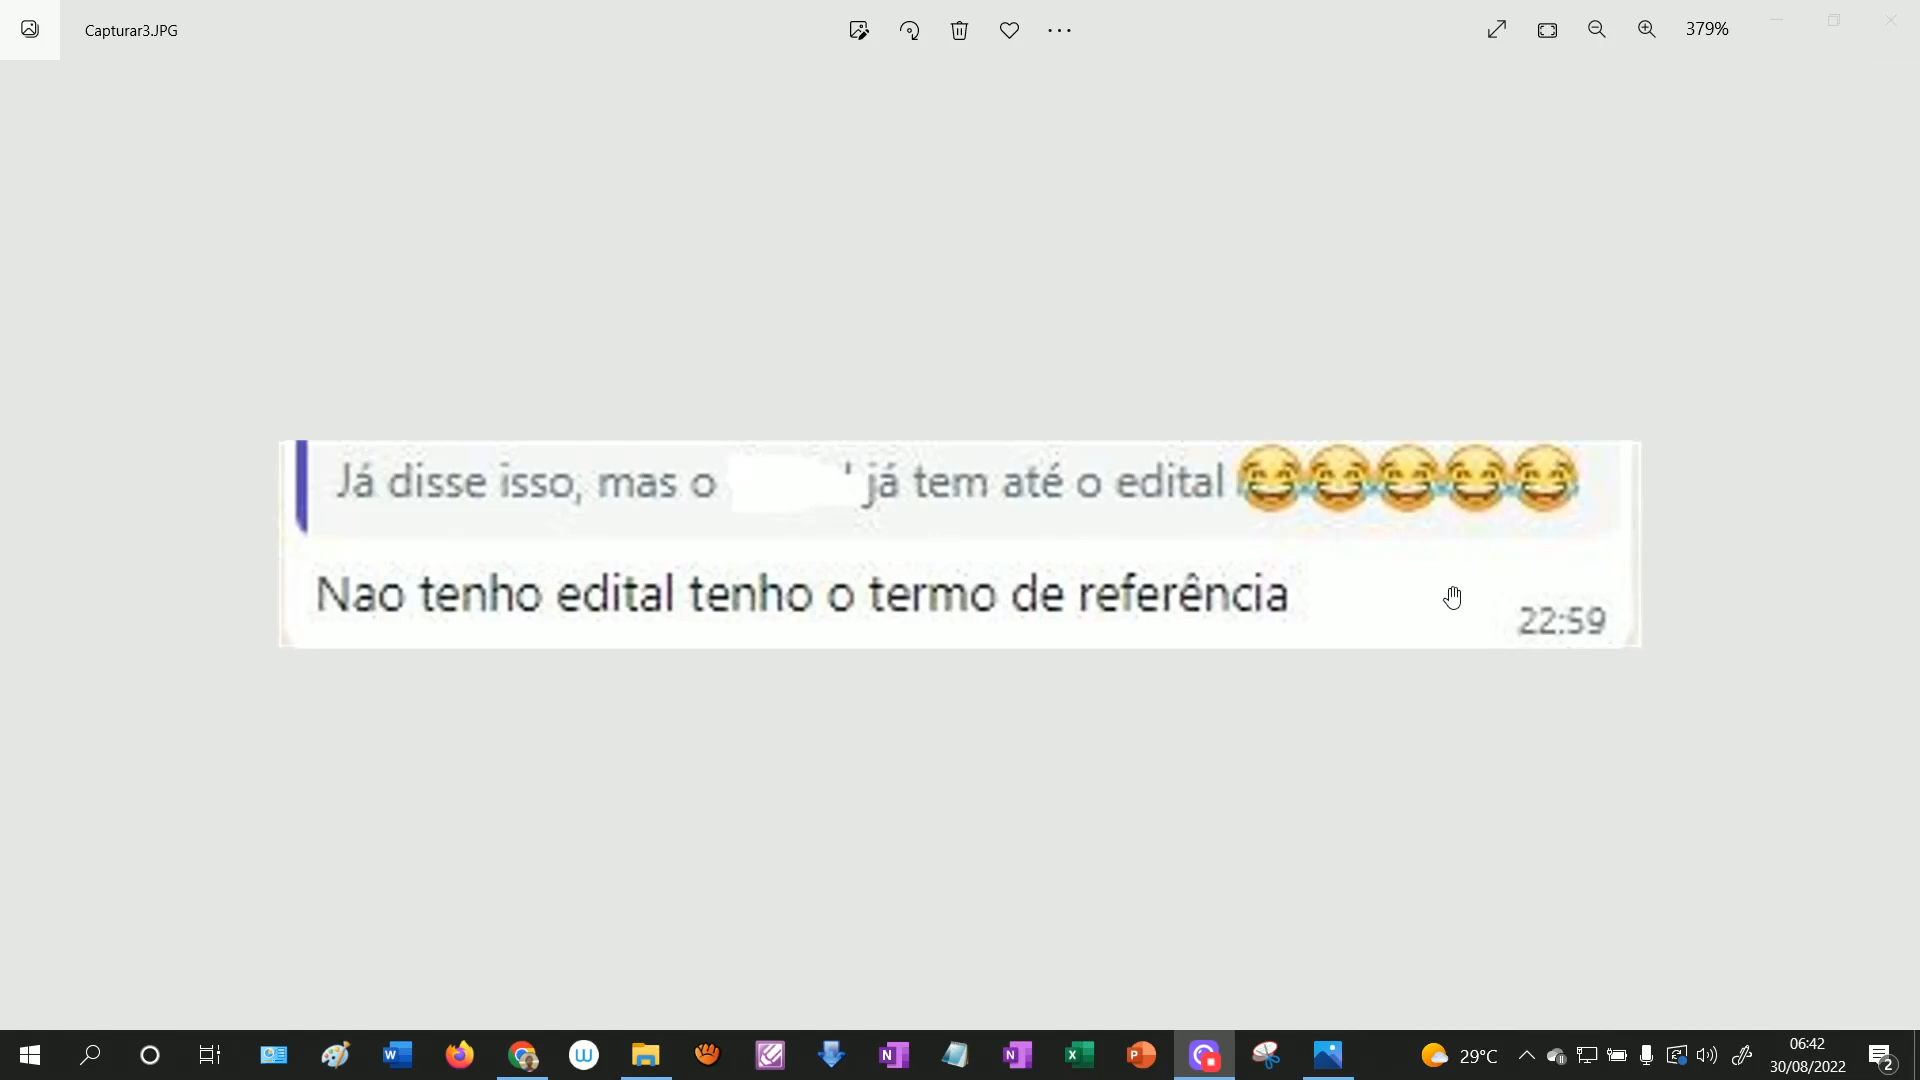 Capturar3.JPG
379%
Já disse isso, mas o ' já tem até o edital 😂😂😂😂😂
Nao tenho edital tenho o termo de referência
22:59
29°C
06:42
30/08/2022
2